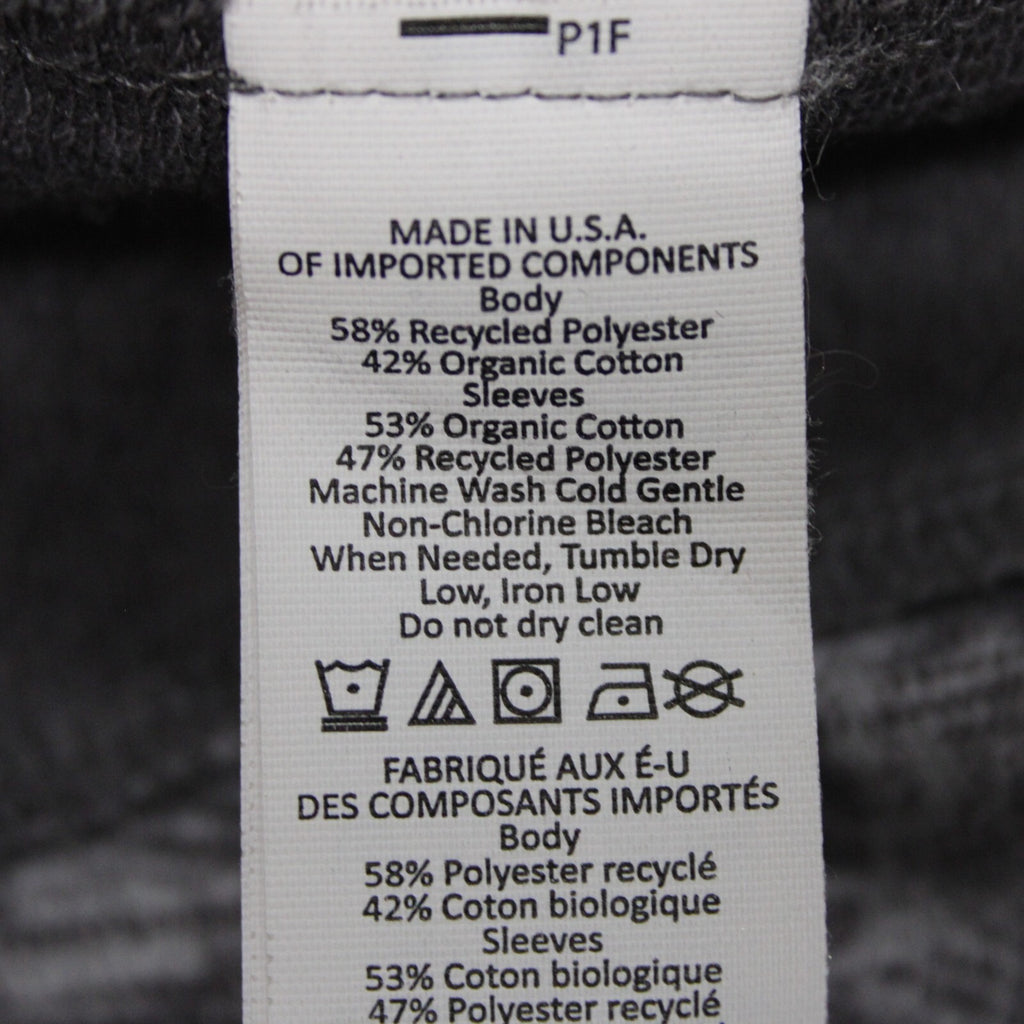 P1F
MADE IN U.S.A.
OF IMPORTED COMPONENTS
Body
58% Recycled Polyester
42% Organic Cotton
Sleeves
53% Organic Cotton
47% Recycled Polyester
Machine Wash Cold Gentle
Non-Chlorine Bleach
When Needed, Tumble Dry
Low, Iron Low
Do not dry clean
FABRIQUÉ AUX É-U
DES COMPOSANTS IMPORTÉS
Body
58% Polyester recyclé
42% Coton biologique
Sleeves
53% Coton biologique
47% Polyester recyclé